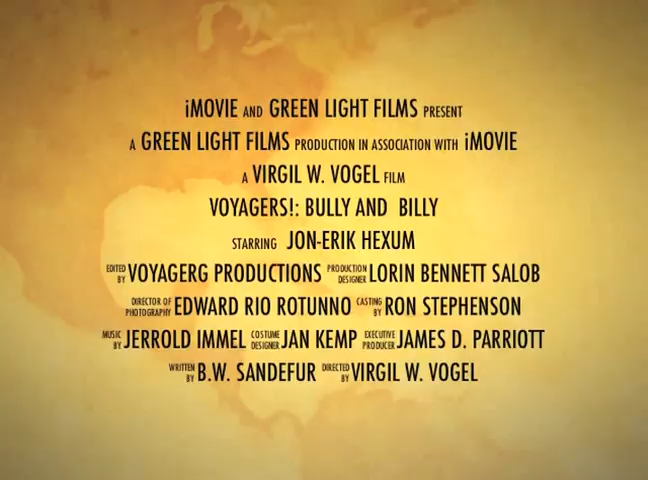 iMOVIE AND GREEN LIGHT FILMS PRESENT
A GREEN LIGHT FILMS PRODUCTION IN ASSOCIATION WITH iMOVIE
A VIRGIL W. VOGEL FILM
VOYAGERS!: BULLY AND BILLY
STARRING JON-ERIK HEXUM
EDITED BY VOYAGERG PRODUCTIONS PRODUCTION DESIGNER LORIN BENNETT SALOB
DIRECTOR OF PHOTOGRAPHY EDWARD RIO ROTUNNO CASTING BY RON STEPHENSON
MUSIC BY JERROLD IMMEL COSTUME DESIGNER JAN KEMP EXECUTIVE PRODUCER JAMES D. PARRIOTT
WRITTEN BY B.W. SANDEFUR DIRECTED BY VIRGIL W. VOGEL